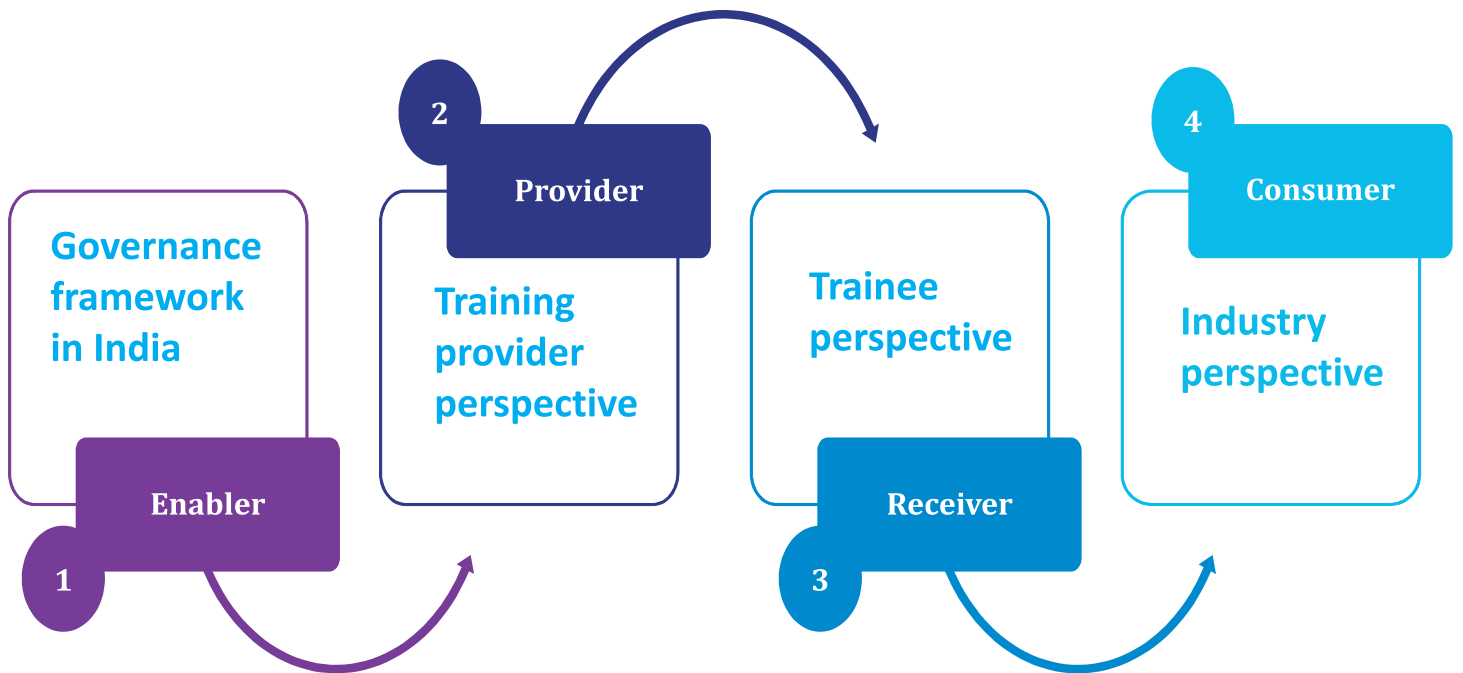 Governance
framework
in India
Enabler
1
2
Provider
Training
provider
perspective
Trainee
perspective
Receiver
3
4
Consumer
Industry
perspective